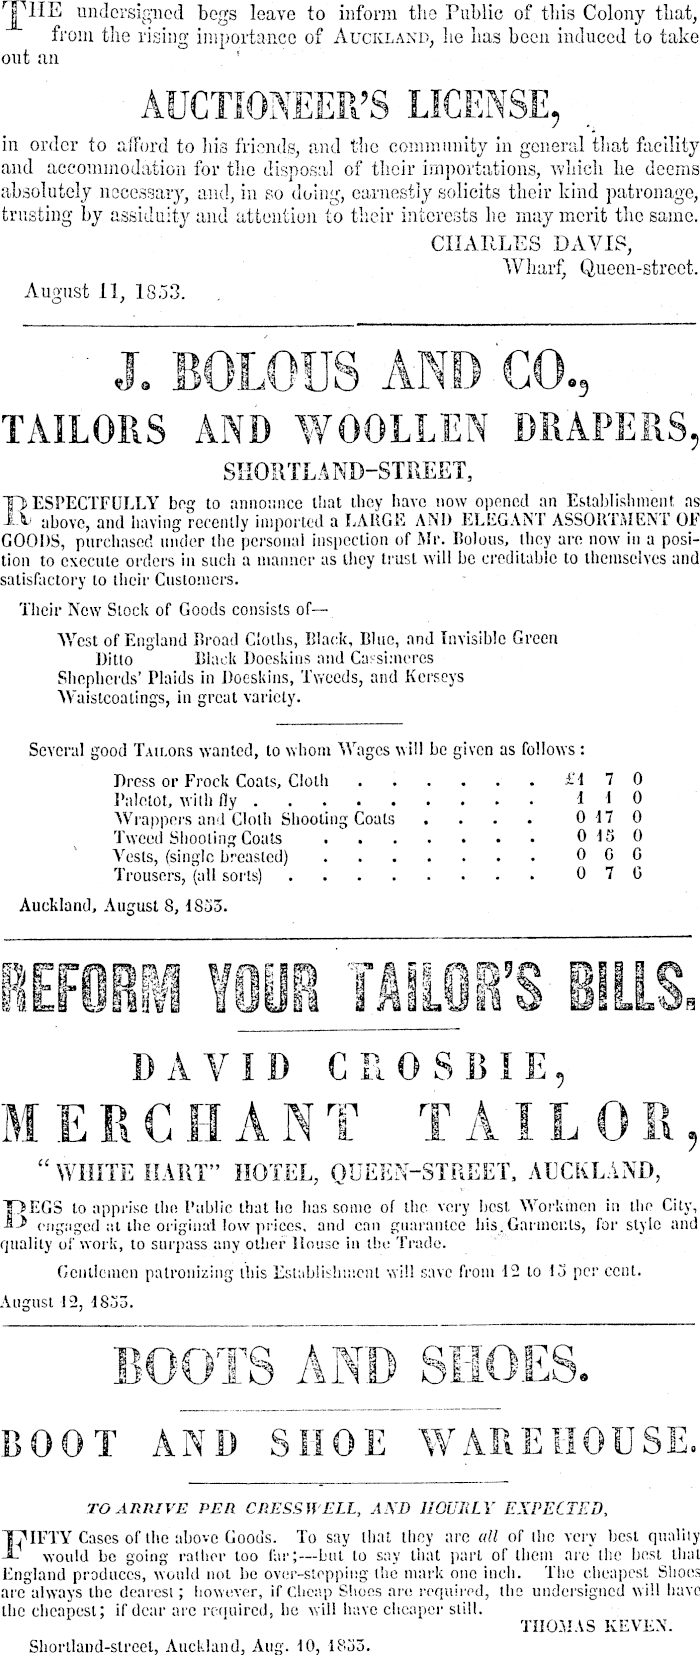 THE undersigned begs leave to inform the Public of this Colony that,
from the rising importance of AUCKLAND, he has been induced to take
out an
AUCTIONEER'S LICENSE,
in order to afford to his friends, and the community in general that facility
and accommodation for the disposal of their importations, which he deems
absolutely necessary, and, in so doing, earnestly solicits their kind patronage,
trusting by assiduity and attention to their interests he may merit the same.
CHARLES DAVIS,
Wharf, Queen-street.
August 11, 1853.
J. BOLOUS AND CO.,
TAILORS AND WOOLLEN DRAPERS,
SHORTLAND-STREET,
RESPECTFULLY beg to announce that they have now opened an Establishment as
above, and having recently imported a LARGE AND ELEGANT ASSORTMENT OF
GOODS, purchased under the personal inspection of Mr. Bolous, they are now in a posi-
tion to execute orders in such a manner as they trust will be creditable to themselves and
satisfactory to their Customers.
Their New Stock of Goods consists of—
West of England Broad Cloths, Black, Blue, and Invisible Green
Ditto Black Doeskins and Cassimeres
Shepherds' Plaids in Doeskins, Tweeds, and Kerseys
Waistcoatings, in great variety.
Several good TAILORS wanted, to whom Wages will be given as follows :
Dress or Frock Coats, Cloth . . . . . . £1 7 0
Paletot, with fly . . . . . . . . . 1 1 0
Wrappers and Cloth Shooting Coats . . . . 0 17 0
Tweed Shooting Coats . . . . . . . 0 15 0
Vests, (single breasted) . . . . . . . 0 6 6
Trousers, (all sorts) . . . . . . . . 0 7 6
Auckland, August 8, 1853.
REFORM YOUR TAILOR'S BILLS.
DAVID CROSBIE,
MERCHANT TAILOR,
"WHITE HART" HOTEL, QUEEN-STREET, AUCKLAND,
BEGS to apprise the Public that he has some of the very best Workmen in the City,
engaged at the original low prices, and can guarantee his Garments, for style and
quality of work, to surpass any other House in the Trade.
Gentlemen patronizing this Establishment will save from 12 to 15 per cent.
August 12, 1853.
BOOTS AND SHOES.
BOOT AND SHOE WAREHOUSE.
TO ARRIVE PER CRESSWELL, AND HOURLY EXPECTED,
FIFTY Cases of the above Goods. To say that they are all of the very best quality
would be going rather too far;---but to say that part of them are the best that
England produces, would not be over-stepping the mark one inch. The cheapest Shoes
are always the dearest ; however, if Cheap Shoes are required, the undersigned will have
the cheapest ; if dear are required, he will have cheaper still.
THOMAS KEVEN.
Shortland-street, Auckland, Aug. 10, 1853.